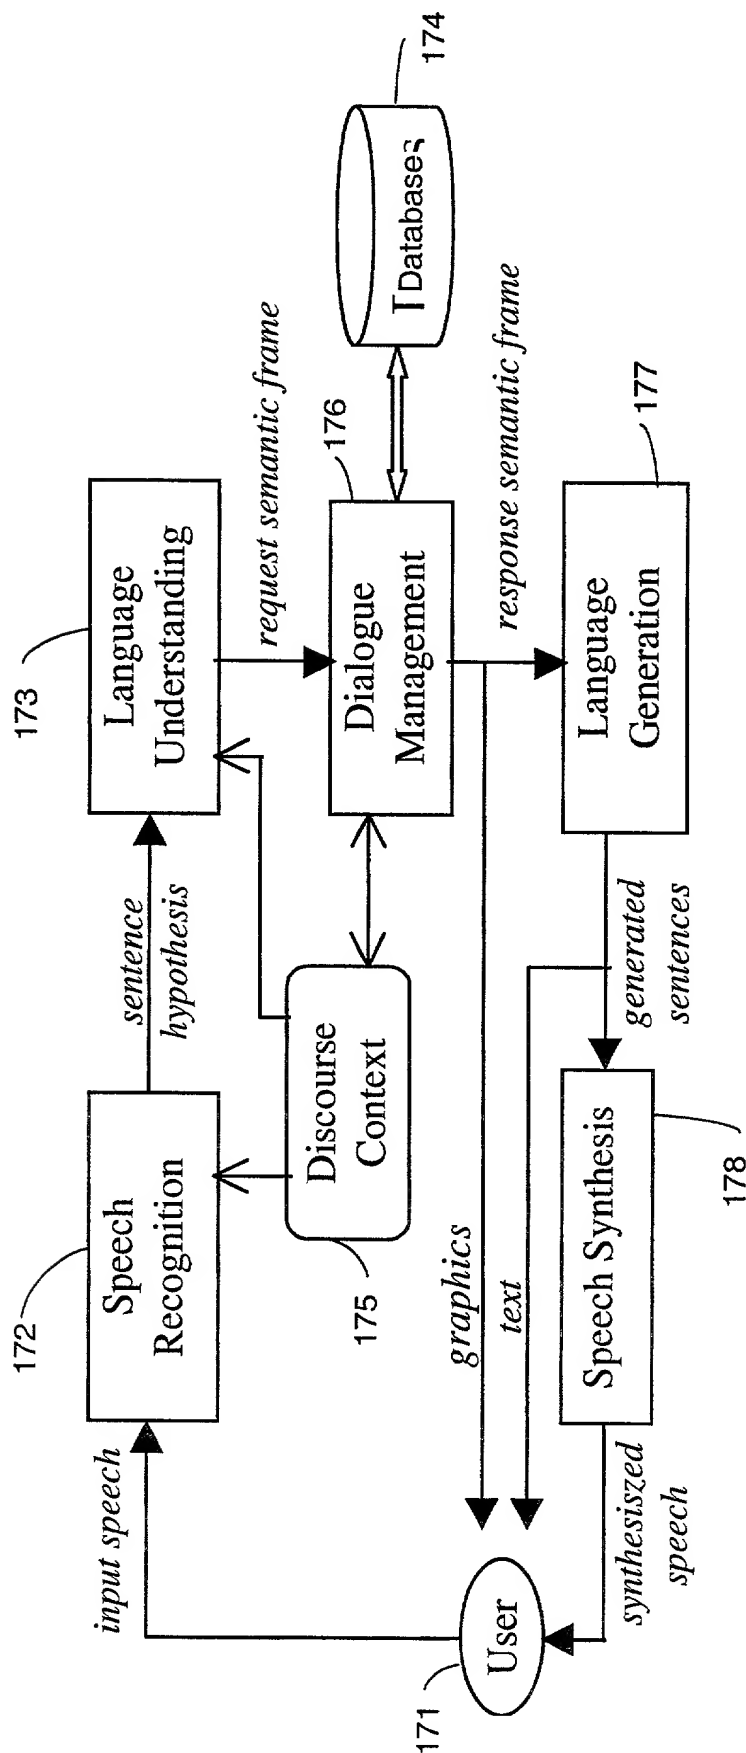 172
173
input speech
Speech
Recognition
sentence
hypothesis
Language
Understanding
request semantic frame
175
Discourse
Context
176
Dialogue
Management
Databases
174
171
User
graphics
text
response semantic frame
synthesiszed
speech
Speech Synthesis
178
generated
sentences
Language
Generation
177